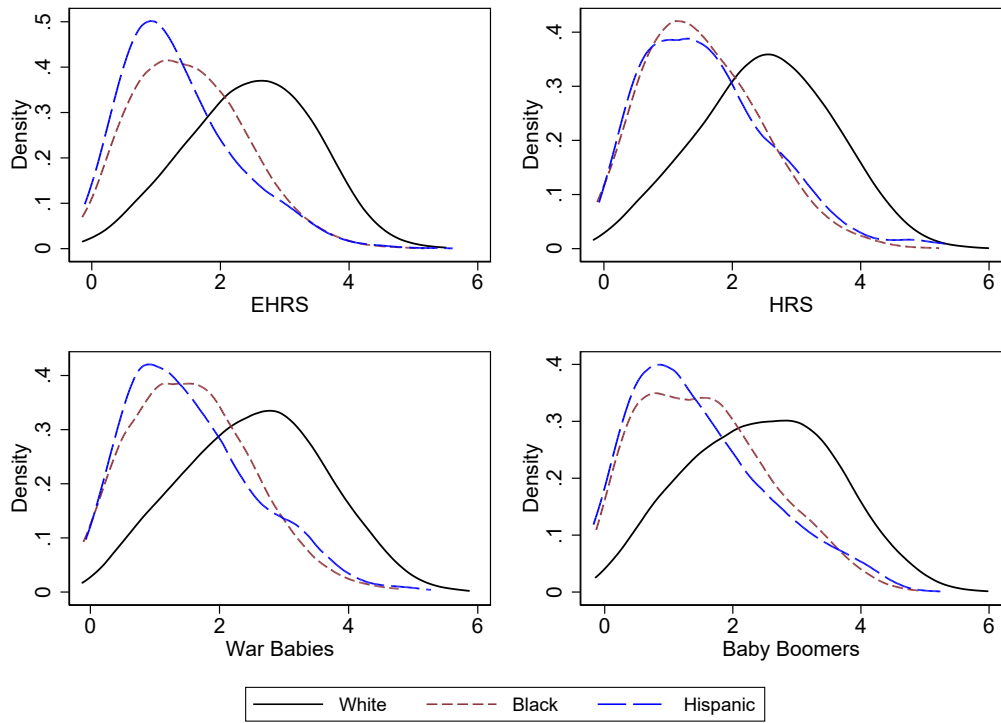 Density
.5
.4
.3
.2
.1
0
0 2 4 6
EHRS
Density
.4
.3
.2
.1
0
0 2 4 6
HRS
Density
.4
.3
.2
.1
0
0 2 4 6
War Babies
Density
.4
.3
.2
.1
0
0 2 4 6
Baby Boomers
White Black Hispanic